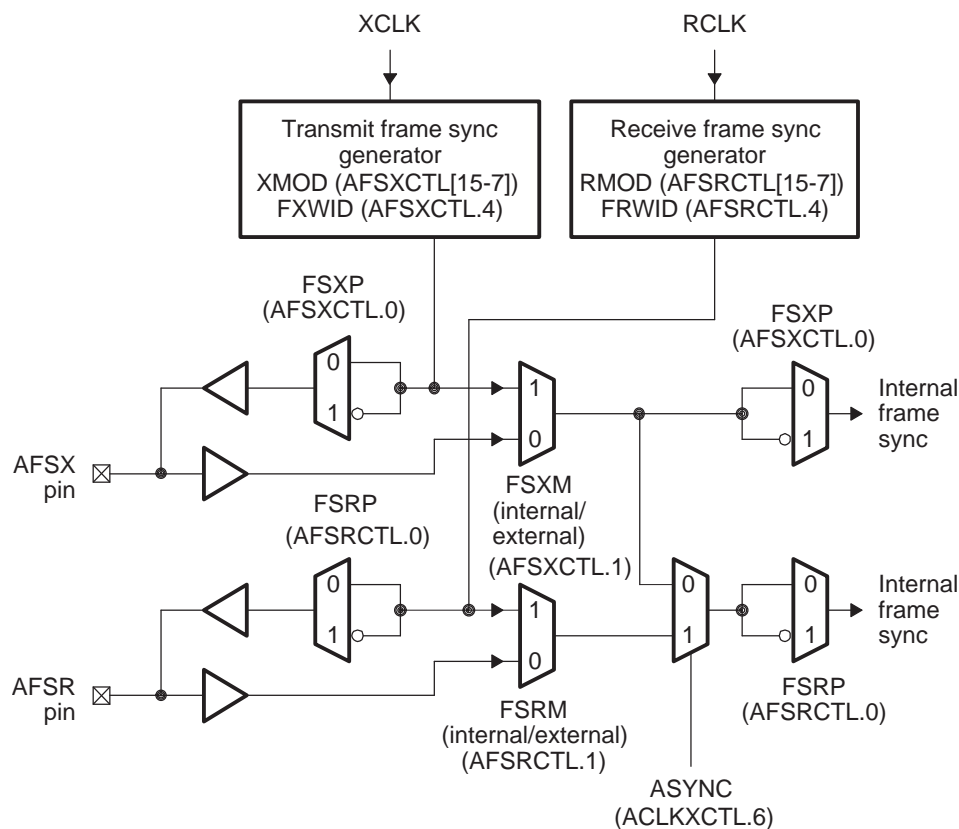 XCLK
RCLK
Transmit frame sync
generator
XMOD (AFSXCTL[15-7])
FXWID (AFSXCTL.4)
Receive frame sync
generator
RMOD (AFSRCTL[15-7])
FRWID (AFSRCTL.4)
FSXP
(AFSXCTL.0)
FSXP
(AFSXCTL.0)
0
1
1
0
0
1
Internal
frame
sync
AFSX
pin
FSXM
(internal/
external)
(AFSXCTL.1)
FSRP
(AFSRCTL.0)
0
1
1
0
0
1
0
1
Internal
frame
sync
AFSR
pin
FSRM
(internal/external)
(AFSRCTL.1)
FSRP
(AFSRCTL.0)
ASYNC
(ACLKXCTL.6)